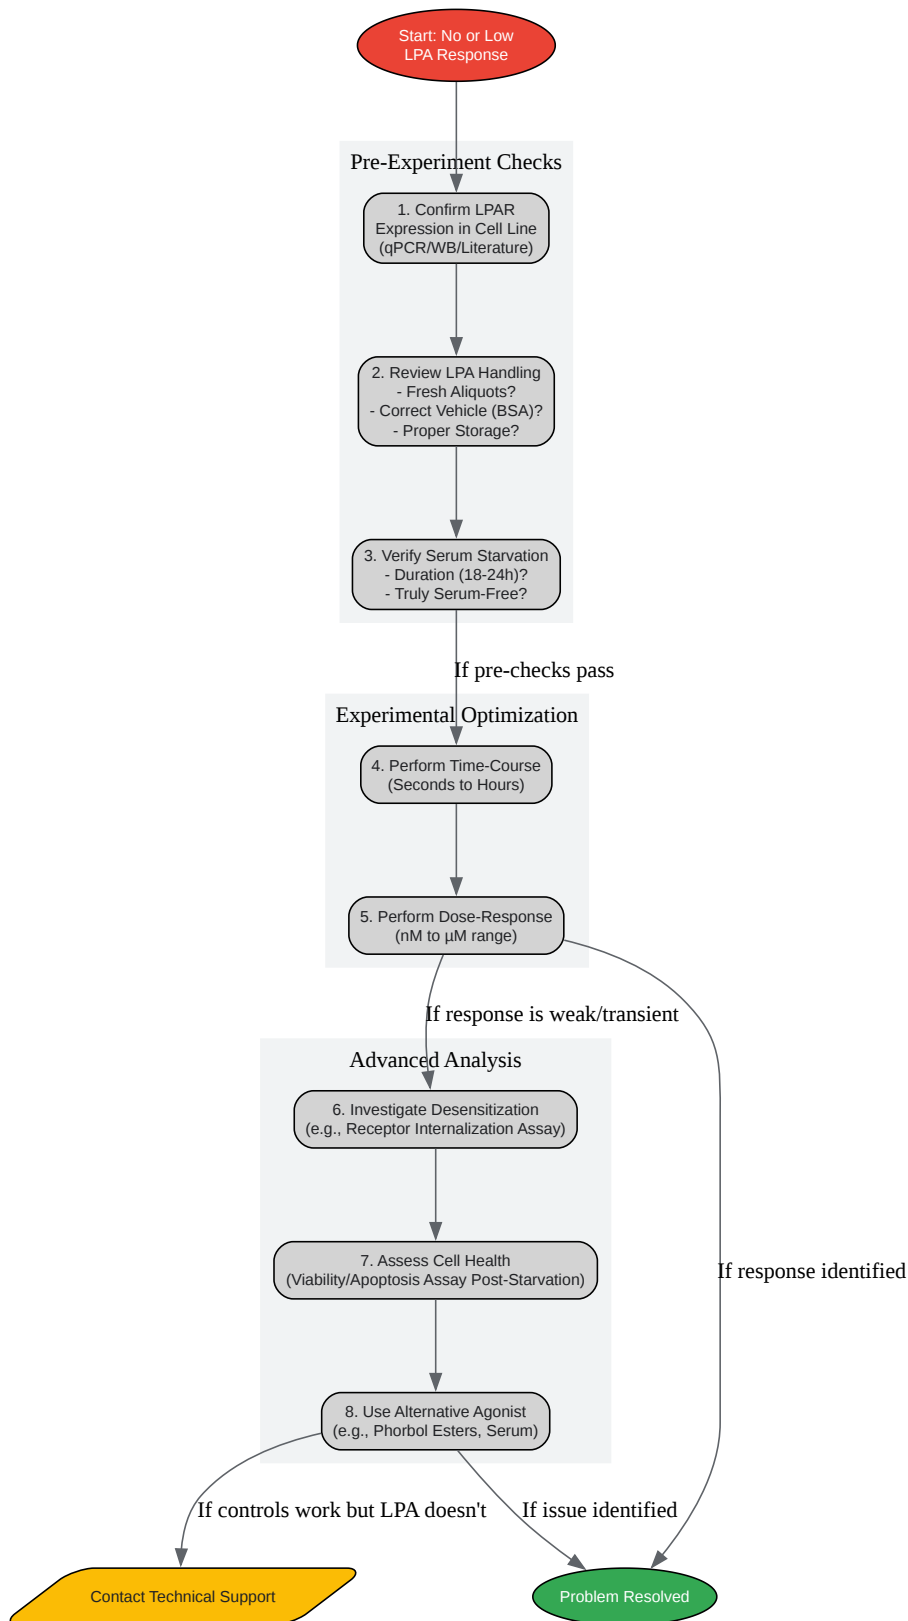 Start: No or Low
LPA Response
Pre-Experiment Checks
1. Confirm LPAR
Expression in Cell Line
(qPCR/WB/Literature)
2. Review LPA Handling
- Fresh Aliquots?
- Correct Vehicle (BSA)?
- Proper Storage?
3. Verify Serum Starvation
- Duration (18-24h)?
- Truly Serum-Free?
If pre-checks pass
Experimental Optimization
4. Perform Time-Course
(Seconds to Hours)
5. Perform Dose-Response
(nM to µM range)
If response is weak/transient
Advanced Analysis
6. Investigate Desensitization
(e.g., Receptor Internalization Assay)
7. Assess Cell Health
(Viability/Apoptosis Assay Post-Starvation)
If response identified
8. Use Alternative Agonist
(e.g., Phorbol Esters, Serum)
If controls work but LPA doesn't
If issue identified
Contact Technical Support
Problem Resolved